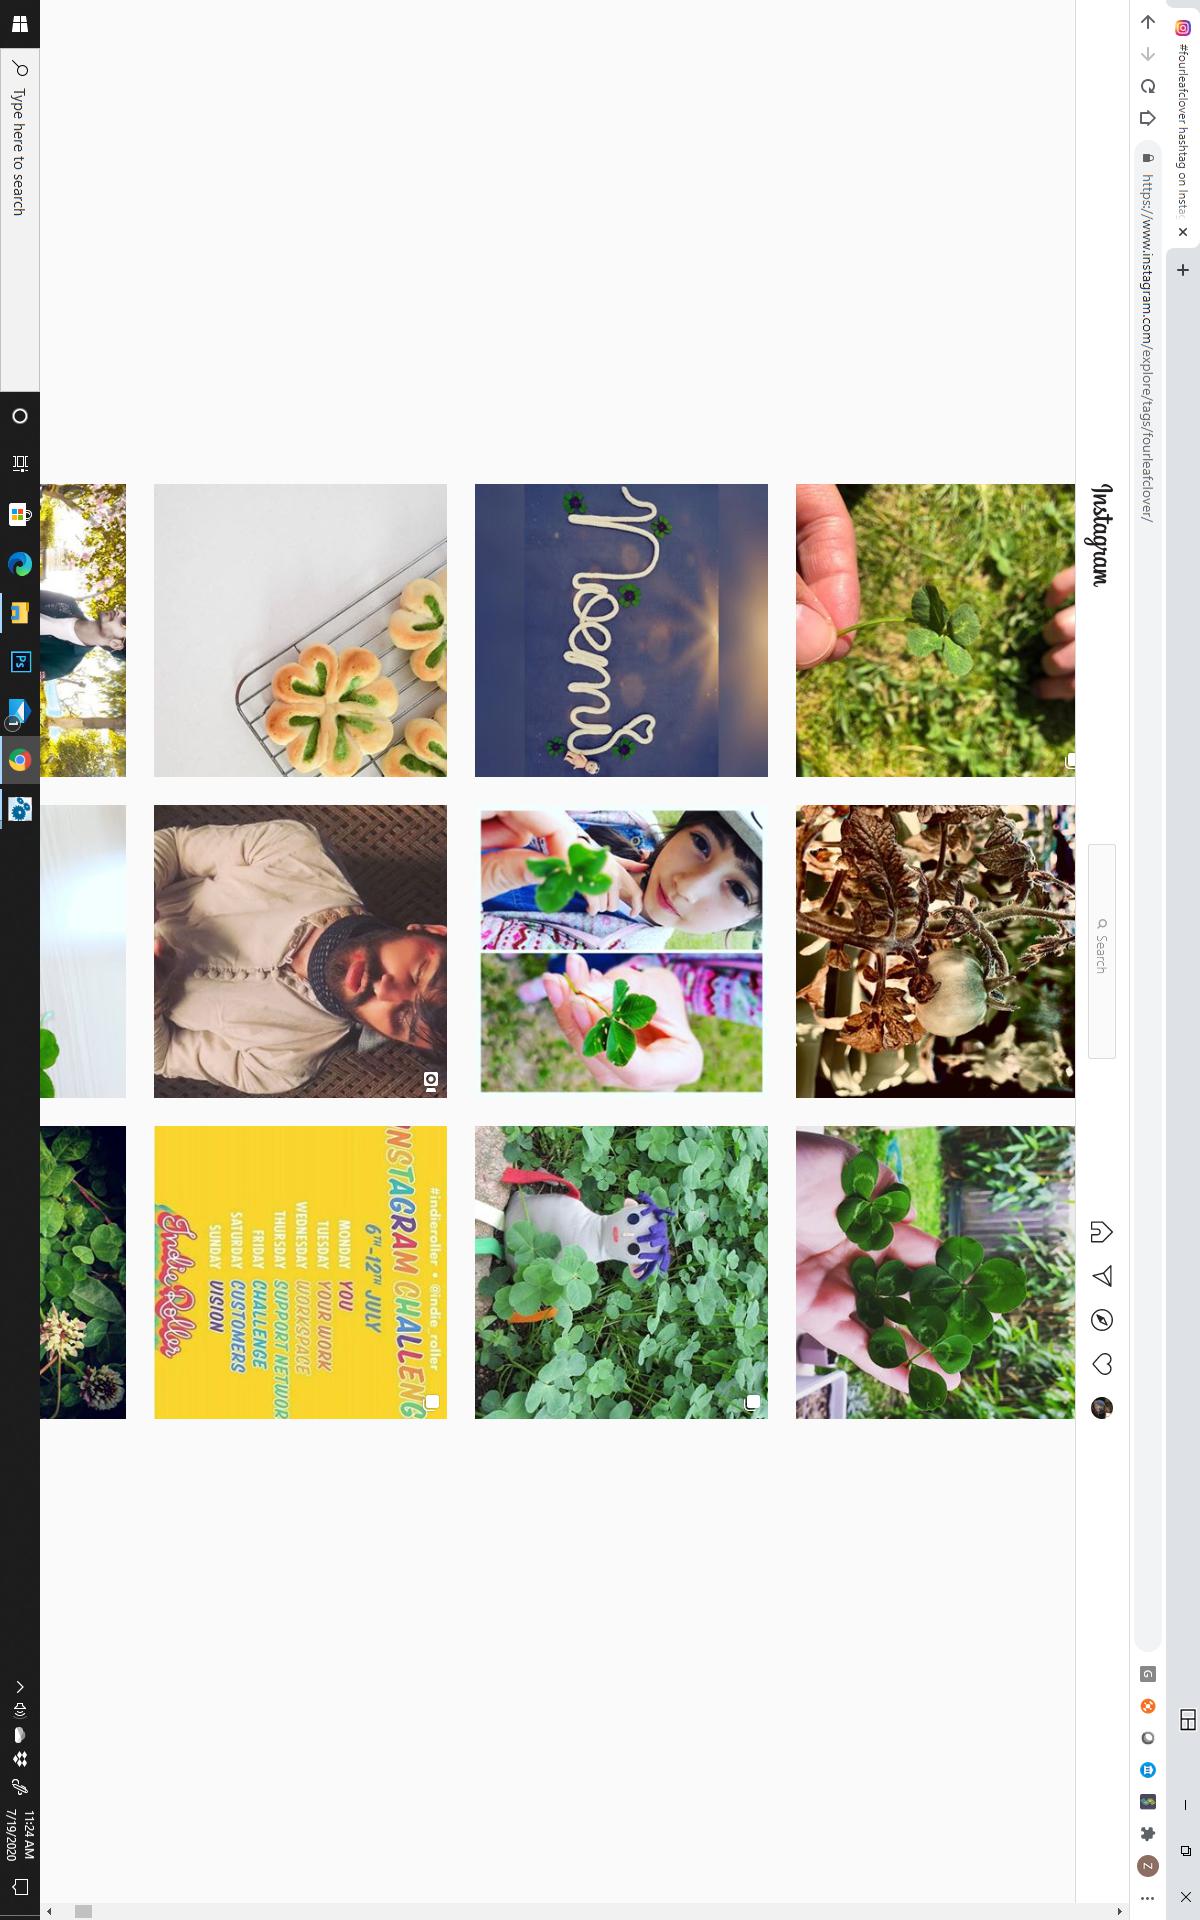 #fourleafclover hashtag on Insta
https://www.instagram.com/explore/tags/fourleafclover/
G
Z
Instagram
Search
Noemi
#indieroller • @indie_roller
INSTAGRAM CHALLENG
6TH-12TH JULY
MONDAY YOU
TUESDAY YOUR WORK
WEDNESDAY WORKSPACE
THURSDAY SUPPORT NETWOR
FRIDAY CHALLENGE
SATURDAY CUSTOMERS
SUNDAY VISION
Indie Roller
Type here to search
Ps
1
11:24 AM
7/19/2020